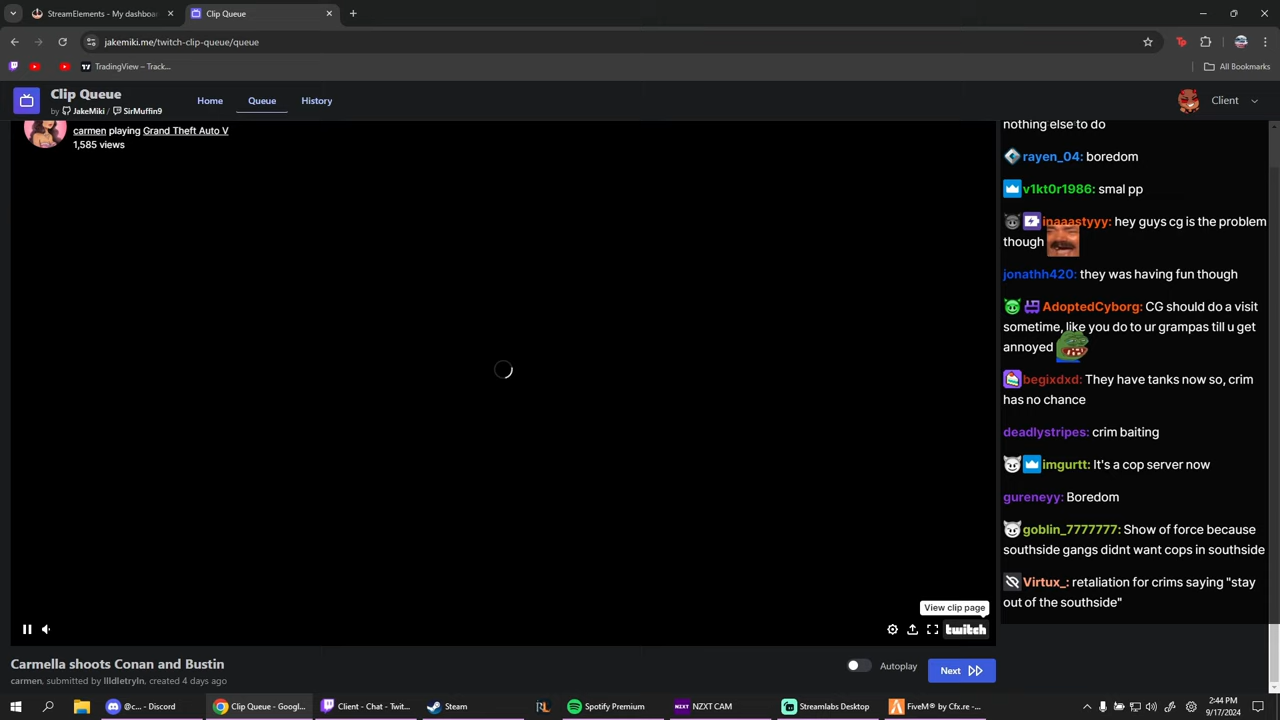 StreamElements - My dashboa
Clip Queue
jakemiki.me/twitch-clip-queue/queue
TradingView – Track...
All Bookmarks
Clip Queue
by JakeMiki / SirMuffin9
Home
Queue
History
Client
carmen playing Grand Theft Auto V
1,585 views
nothing else to do
rayen_04: boredom
v1kt0r1986: smal pp
inaaastyyy: hey guys cg is the problem
though
jonathh420: they was having fun though
AdoptedCyborg: CG should do a visit
sometime, like you do to ur grampas till u get
annoyed
begixdxd: They have tanks now so, crim
has no chance
deadlystripes: crim baiting
imgurtt: It's a cop server now
gureneyy: Boredom
goblin_7777777: Show of force because
southside gangs didnt want cops in southside
Virtux_: retaliation for crims saying "stay
out of the southside"
View clip page
twitch
Carmella shoots Conan and Bustin
carmen, submitted by llldletryln, created 4 days ago
Autoplay
Next
@c... - Discord
Clip Queue - Googl...
Client - Chat - Twit...
Steam
Spotify Premium
NZXT CAM
Streamlabs Desktop
FiveM® by Cfx.re -...
2:44 PM
9/17/2024